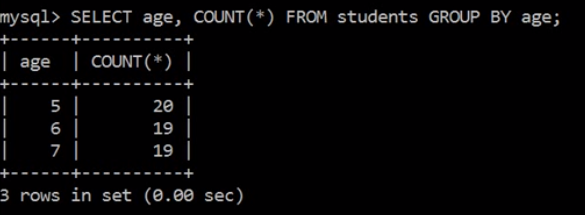 mysql> SELECT age, COUNT(*) FROM students GROUP BY age;
+------+----------+
| age  | COUNT(*) |
+------+----------+
|    5 |       20 |
|    6 |       19 |
|    7 |       19 |
+------+----------+
3 rows in set (0.00 sec)